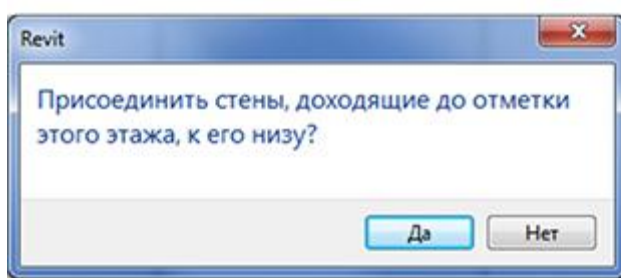 Revit
Присоединить стены, доходящие до отметки
этого этажа, к его низу?
Да
Нет